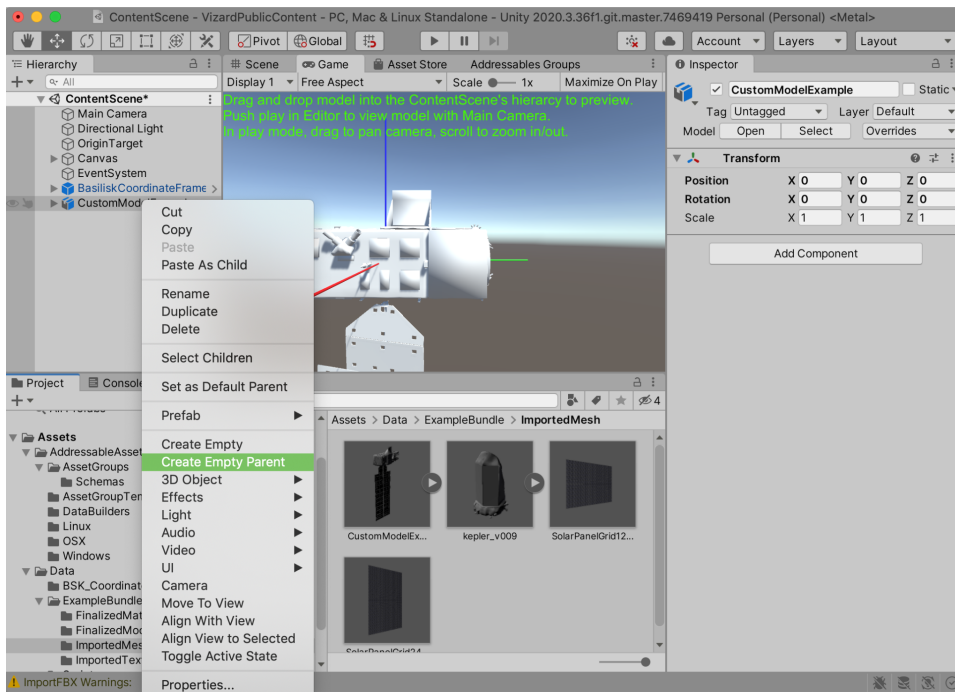 ContentScene - VizardPublicContent - PC, Mac & Linux Standalone - Unity 2020.3.36f1.git.master.7469419 Personal (Personal) <Metal>
Pivot Global Account Layers Layout
Hierarchy
All
ContentScene*
Main Camera
Directional Light
OriginTarget
Canvas
EventSystem
BasiliskCoordinateFrame
Scene Game Asset Store Addressables Groups
Display 1 Free Aspect Scale 1x Maximize On Play
Drag and drop model into the ContentScene's hierarcy to preview.
Push play in Editor to view model with Main Camera.
In play mode, drag to pan camera, scroll to zoom in/out.
Cut
Copy
Paste
Paste As Child
Rename
Duplicate
Delete
Select Children
Set as Default Parent
Prefab
Create Empty
Create Empty Parent
3D Object
Effects
Light
Audio
Video
UI
Camera
Move To View
Align With View
Align View to Selected
Toggle Active State
Properties...
Inspector
CustomModelExample Static
Tag Untagged Layer Default
Model Open Select Overrides
Transform
Position X 0 Y 0 Z 0
Rotation X 0 Y 0 Z 0
Scale X 1 Y 1 Z 1
Add Component
Project Console
4
Assets
AddressableAsset
AssetGroups
Schemas
AssetGroupTem
DataBuilders
Linux
OSX
Windows
Data
BSK_Coordinat
ExampleBundle
FinalizedMat
FinalizedMod
ImportedMes
ImportedTex
Assets > Data > ExampleBundle > ImportedMesh
CustomModelEx... kepler_v009 SolarPanelGrid12...
SolarPanelGrid24
ImportFBX Warnings: